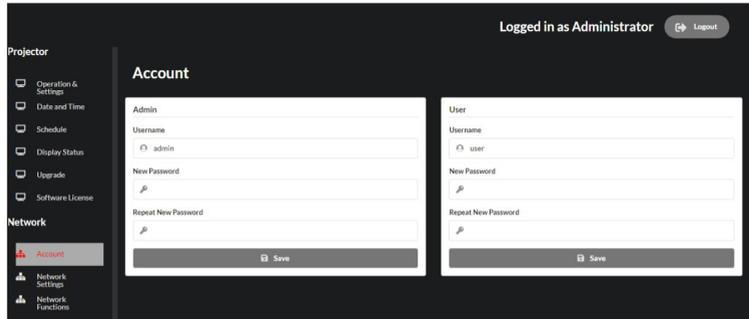 Logged in as Administrator
Logout
Projector
Operation &
Settings
Date and Time
Schedule
Display Status
Upgrade
Software License
Network
Account
Network
Settings
Network
Functions
Account
Admin
Username
admin
New Password
Repeat New Password
Save
User
Username
user
New Password
Repeat New Password
Save